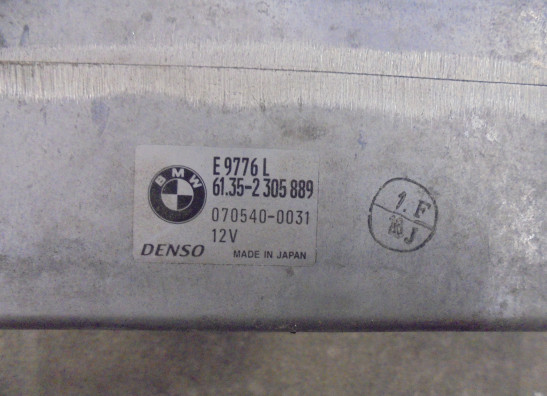 BMW
E 9776 L
61.35-2 305 889
070540-0031
12V
DENSO MADE IN JAPAN
1.F
J